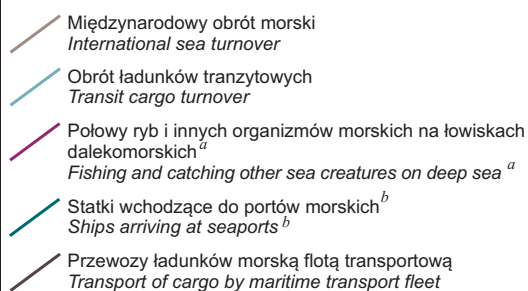 Międzynarodowy obrót morski
International sea turnover
Obrót ładunków tranzytowych
Transit cargo turnover
Połowy ryb i innych organizmów morskich na łowiskach
dalekomorskich a
Fishing and catching other sea creatures on deep sea a
Statki wchodzące do portów morskich b
Ships arriving at seaports b
Przewozy ładunków morską flotą transportową
Transport of cargo by maritime transport fleet